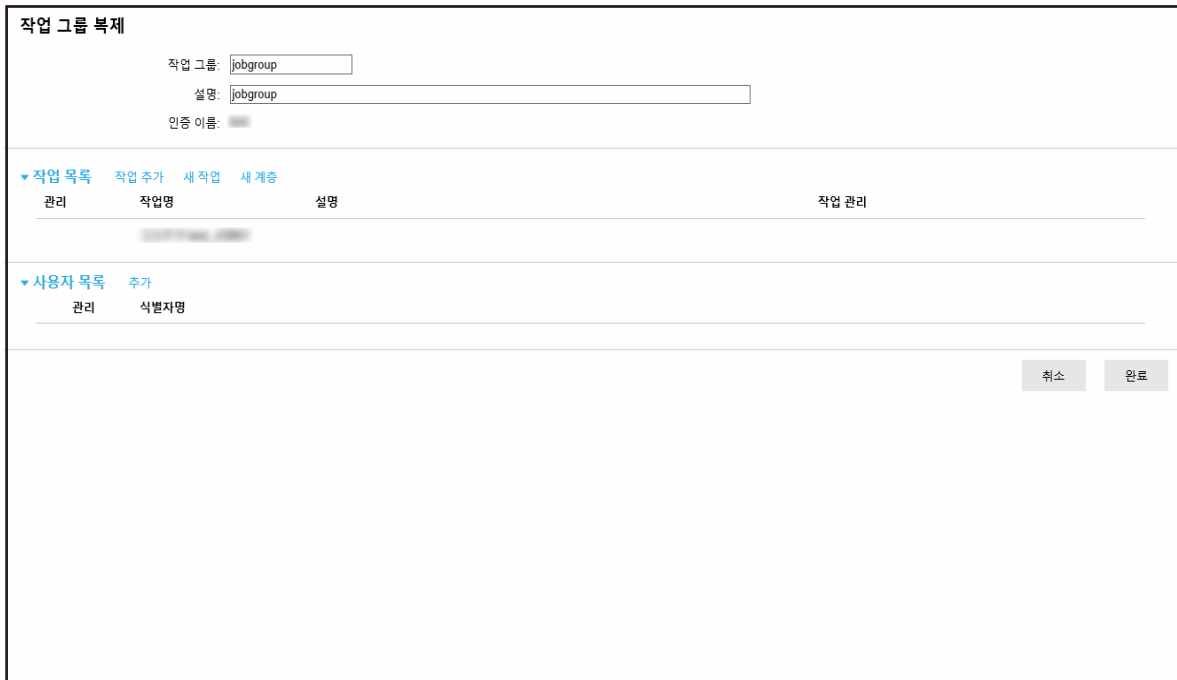 작업 그룹 복제
작업 그룹: jobgroup
설명: jobgroup
인증 이름:
작업 목록 작업 추가 새 작업 새 계층
관리 작업명 설명 작업 관리
사용자 목록 추가
관리 식별자명
취소 완료